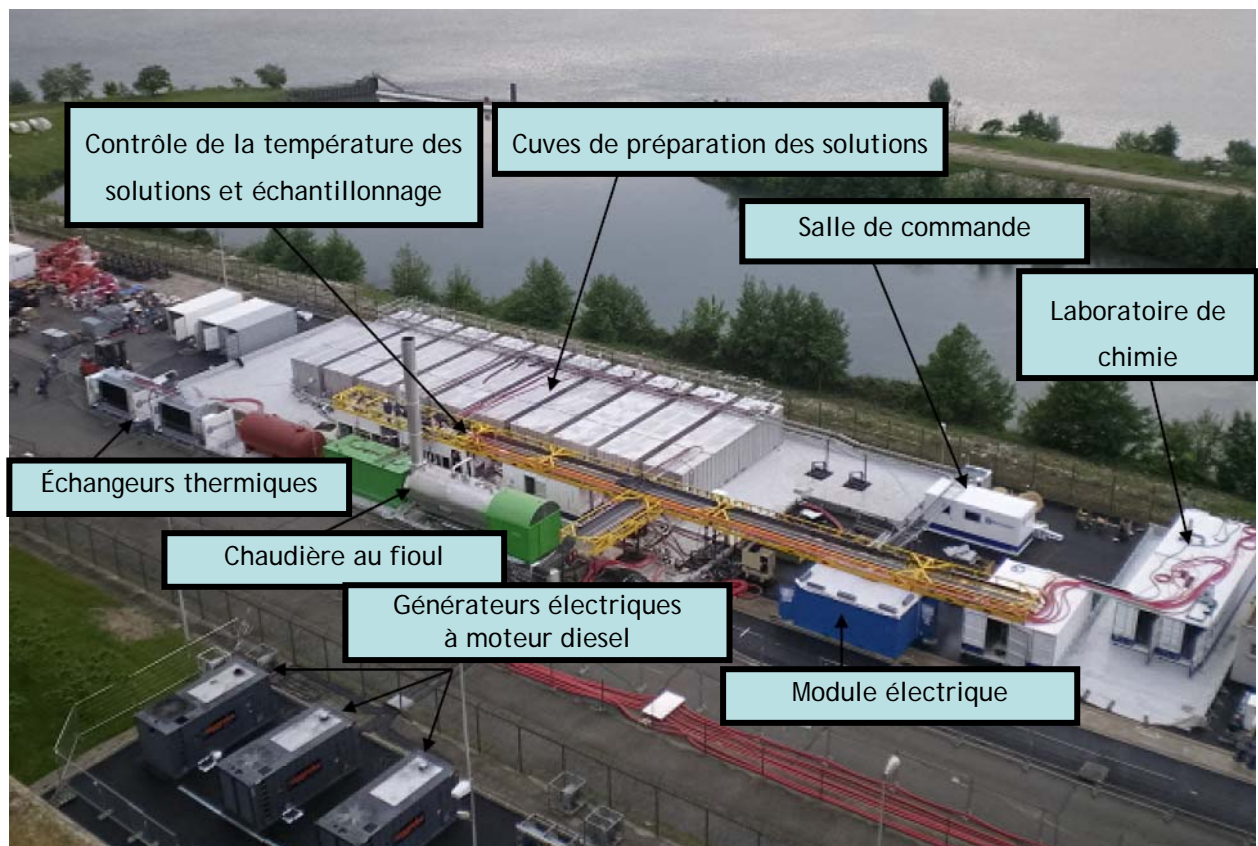 Contrôle de la température des
solutions et échantillonnage
Cuves de préparation des solutions
Salle de commande
Laboratoire de
chimie
Échangeurs thermiques
Chaudière au fioul
Générateurs électriques
à moteur diesel
Module électrique